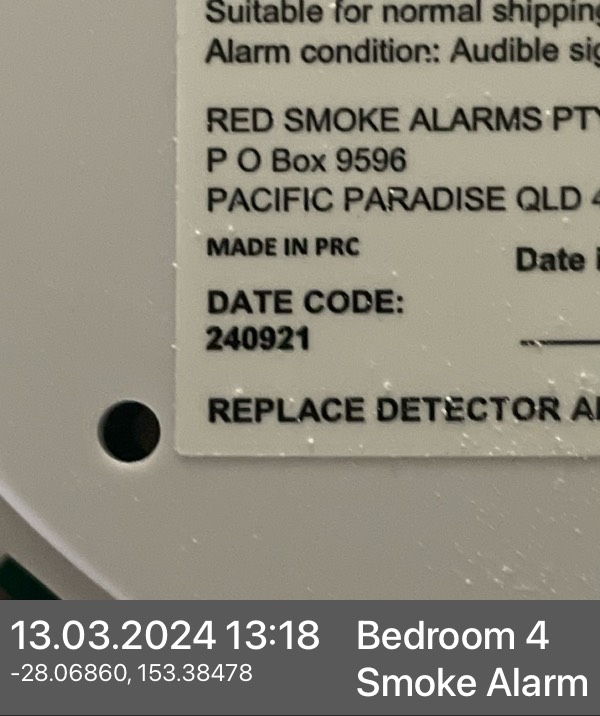 Suitable for normal shipping
Alarm condition: Audible sig
RED SMOKE ALARMS PTY
P O Box 9596
PACIFIC PARADISE QLD 4
MADE IN PRC
Date i
DATE CODE:
240921
REPLACE DETECTOR A
13.03.2024 13:18
-28.06860, 153.38478
Bedroom 4
Smoke Alarm